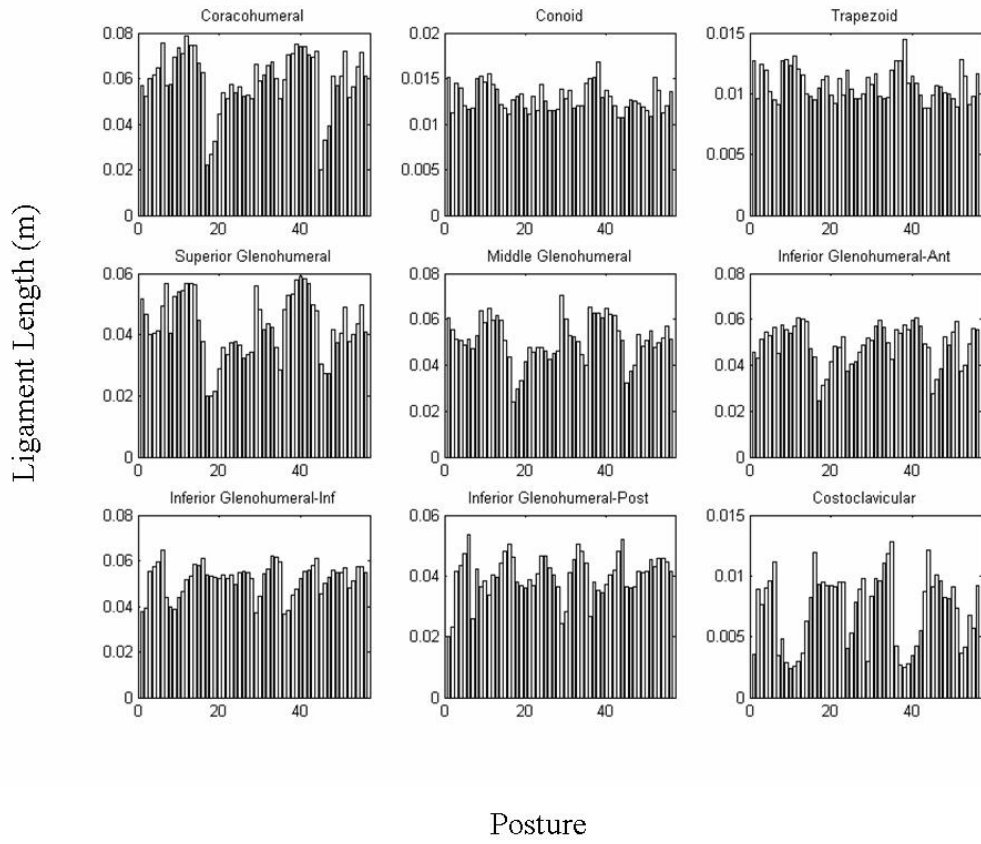 Coracohumeral
0.08
0.06
0.04
0.02
0
0 20 40
Conoid
0.02
0.015
0.01
0.005
0
0 20 40
Trapezoid
0.015
0.01
0.005
0
0 20 40
Ligament Length (m)
Superior Glenohumeral
0.06
0.04
0.02
0
0 20 40
Middle Glenohumeral
0.08
0.06
0.04
0.02
0
0 20 40
Inferior Glenohumeral-Ant
0.08
0.06
0.04
0.02
0
0 20 40
Inferior Glenohumeral-Inf
0.08
0.06
0.04
0.02
0
0 20 40
Inferior Glenohumeral-Post
0.06
0.04
0.02
0
0 20 40
Costoclavicular
0.015
0.01
0.005
0
0 20 40
Posture